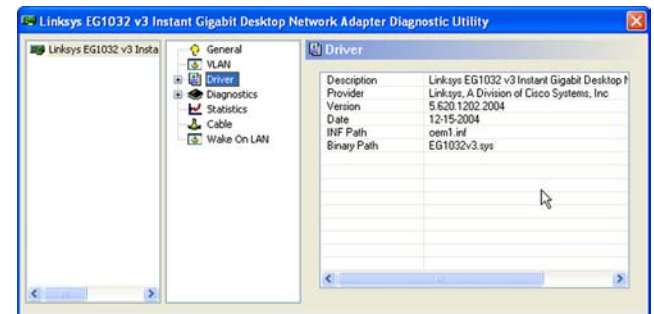 Linksys EG1032 v3 Instant Gigabit Desktop Network Adapter Diagnostic Utility
Linksys EG1032 v3 Insta
General
VLAN
Driver
Diagnostics
Statistics
Cable
Wake On LAN
Driver
Description Linksys EG1032 v3 Instant Gigabit Desktop N
Provider Linksys, A Division of Cisco Systems, Inc
Version 5.620.1202.2004
Date 12-15-2004
INF Path oem1.inf
Binary Path EG1032v3.sys